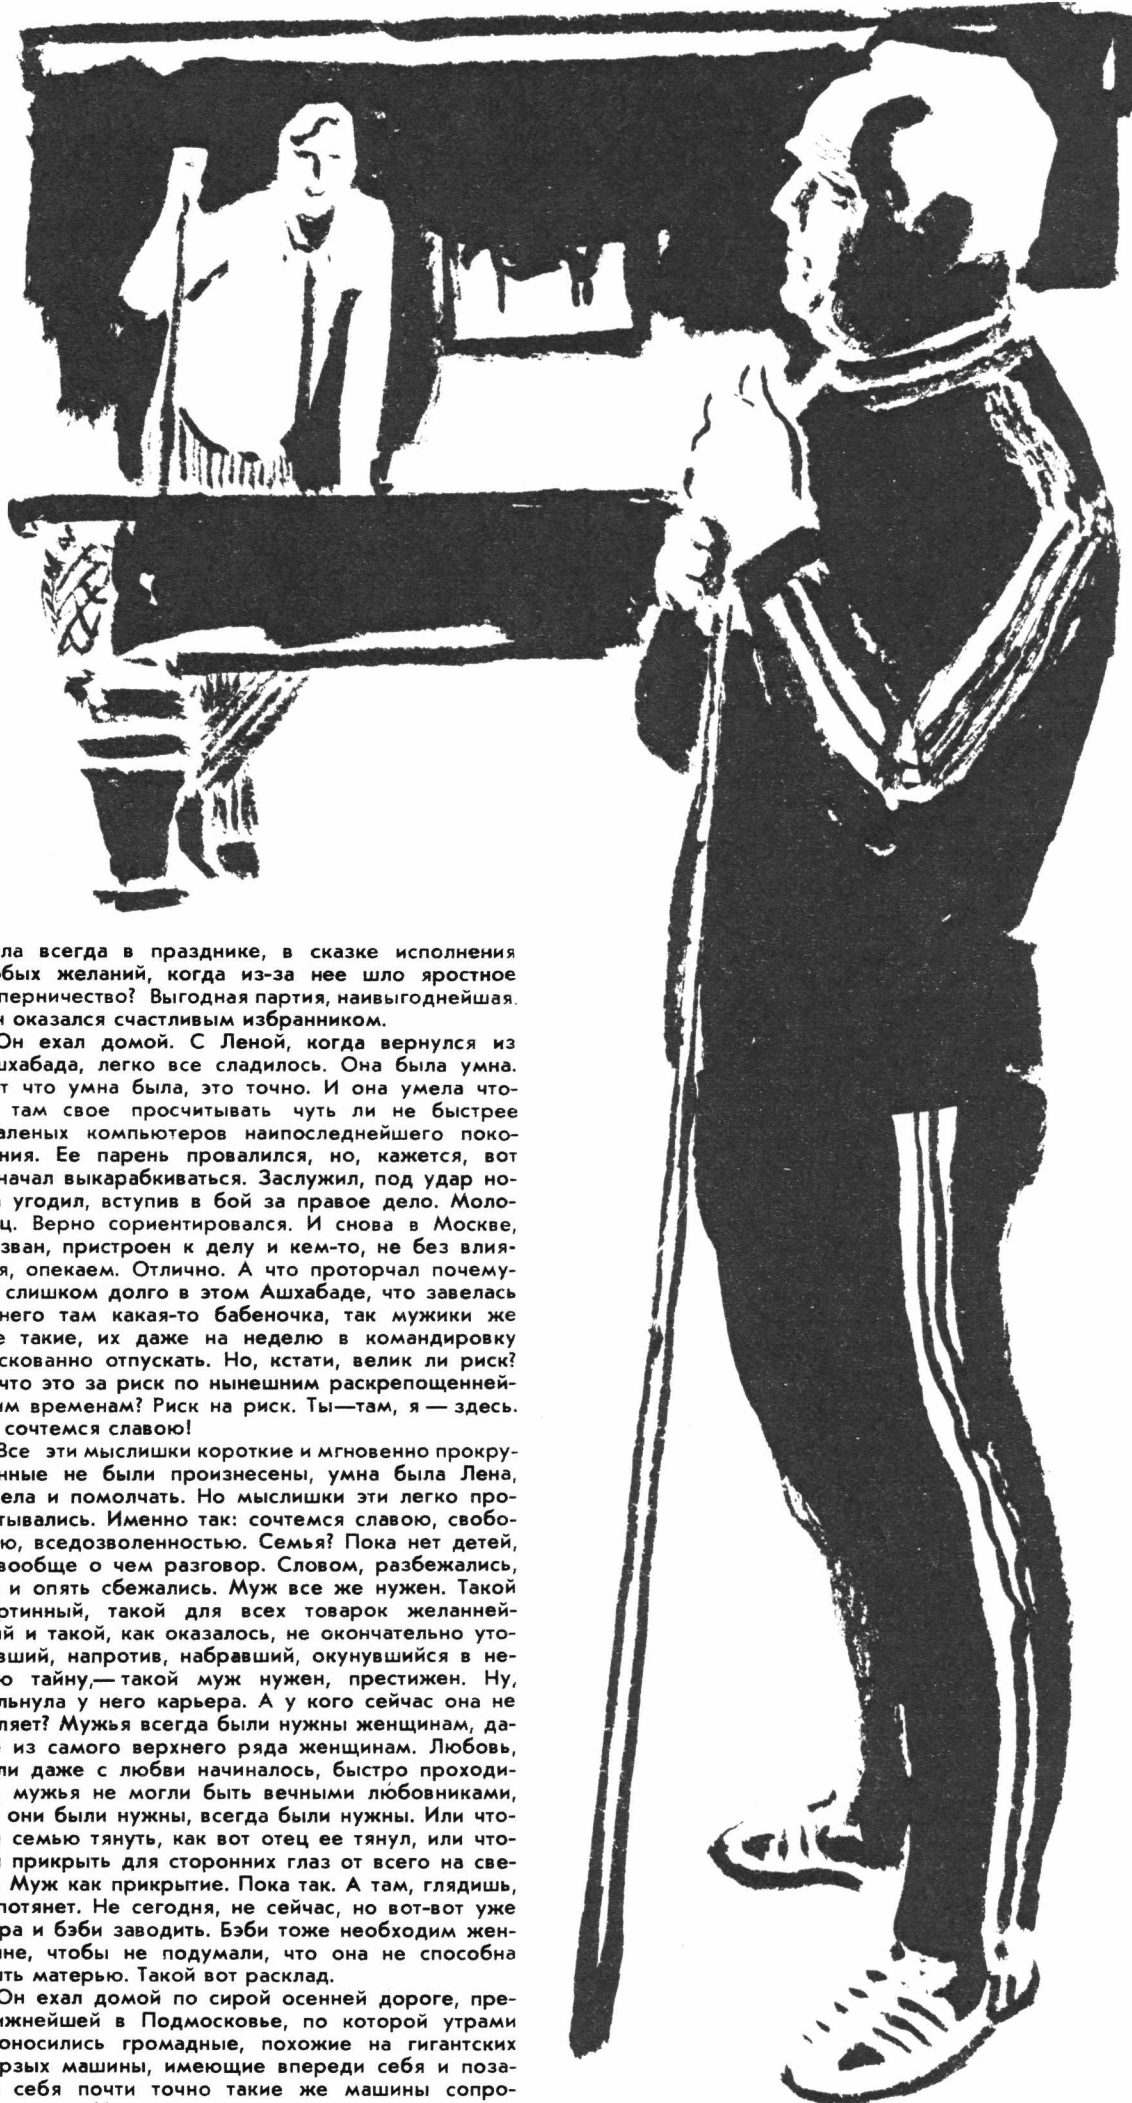 ла всегда в празднике, в сказке исполнения
бых желаний, когда из-за нее шло яростное
перничество? Выгодная партия, наивыгоднейшая.
н оказался счастливым избранником.
Он ехал домой. С Леной, когда вернулся из
шхабада, легко все сладилось. Она была умна.
т что умна была, это точно. И она умела что-
там свое просчитывать чуть ли не быстрее
аленых компьютеров наипоследнейшего поко-
ния. Ее парень провалился, но, кажется, вот
начал выкарабкиваться. Заслужил, под удар но-
угодил, вступив в бой за правое дело. Моло-
ц. Верно сориентировался. И снова в Москве,
зван, пристроен к делу и кем-то, не без влия-
я, опекаем. Отлично. А что проторчал почему-
слишком долго в этом Ашхабаде, что завелась
него там какая-то бабеночка, так мужики же
е такие, их даже на неделю в командировку
скованно отпускать. Но, кстати, велик ли риск?
что это за риск по нынешним раскрепощенней-
им временам? Риск на риск. Ты—там, я — здесь.
сочтемся славою!
Все эти мыслишки короткие и мгновенно прокру-
нные не были произнесены, умна была Лена,
ела и помолчать. Но мыслишки эти легко про-
тывались. Именно так: сочтемся славою, свобо-
ю, вседозволенностью. Семья? Пока нет детей,
вообще о чем разговор. Словом, разбежались,
и опять сбежались. Муж все же нужен. Такой
ртинный, такой для всех товарок желанней-
й и такой, как оказалось, не окончательно уто-
вший, напротив, набравший, окунувшийся в не-
ю тайну,— такой муж нужен, престижен. Ну,
льнула у него карьера. А у кого сейчас она не
ляет? Мужья всегда были нужны женщинам, да-
из самого верхнего ряда женщинам. Любовь,
ли даже с любви начиналось, быстро проходи-
мужья не могли быть вечными любовниками,
они были нужны, всегда были нужны. Или что-
семью тянуть, как вот отец ее тянул, или что-
прикрыть для сторонних глаз от всего на све-
Муж как прикрытие. Пока так. А там, глядишь,
потянет. Не сегодня, не сейчас, но вот-вот уже
ра и бэби заводить. Бэби тоже необходим жен-
не, чтобы не подумали, что она не способна
ть матерью. Такой вот расклад.
Он ехал домой по сирой осенней дороге, пре-
ижнейшей в Подмосковье, по которой утрами
оносились громадные, похожие на гигантских
рзых машины, имеющие впереди себя и поза-
себя почти точно такие же машины сопро-